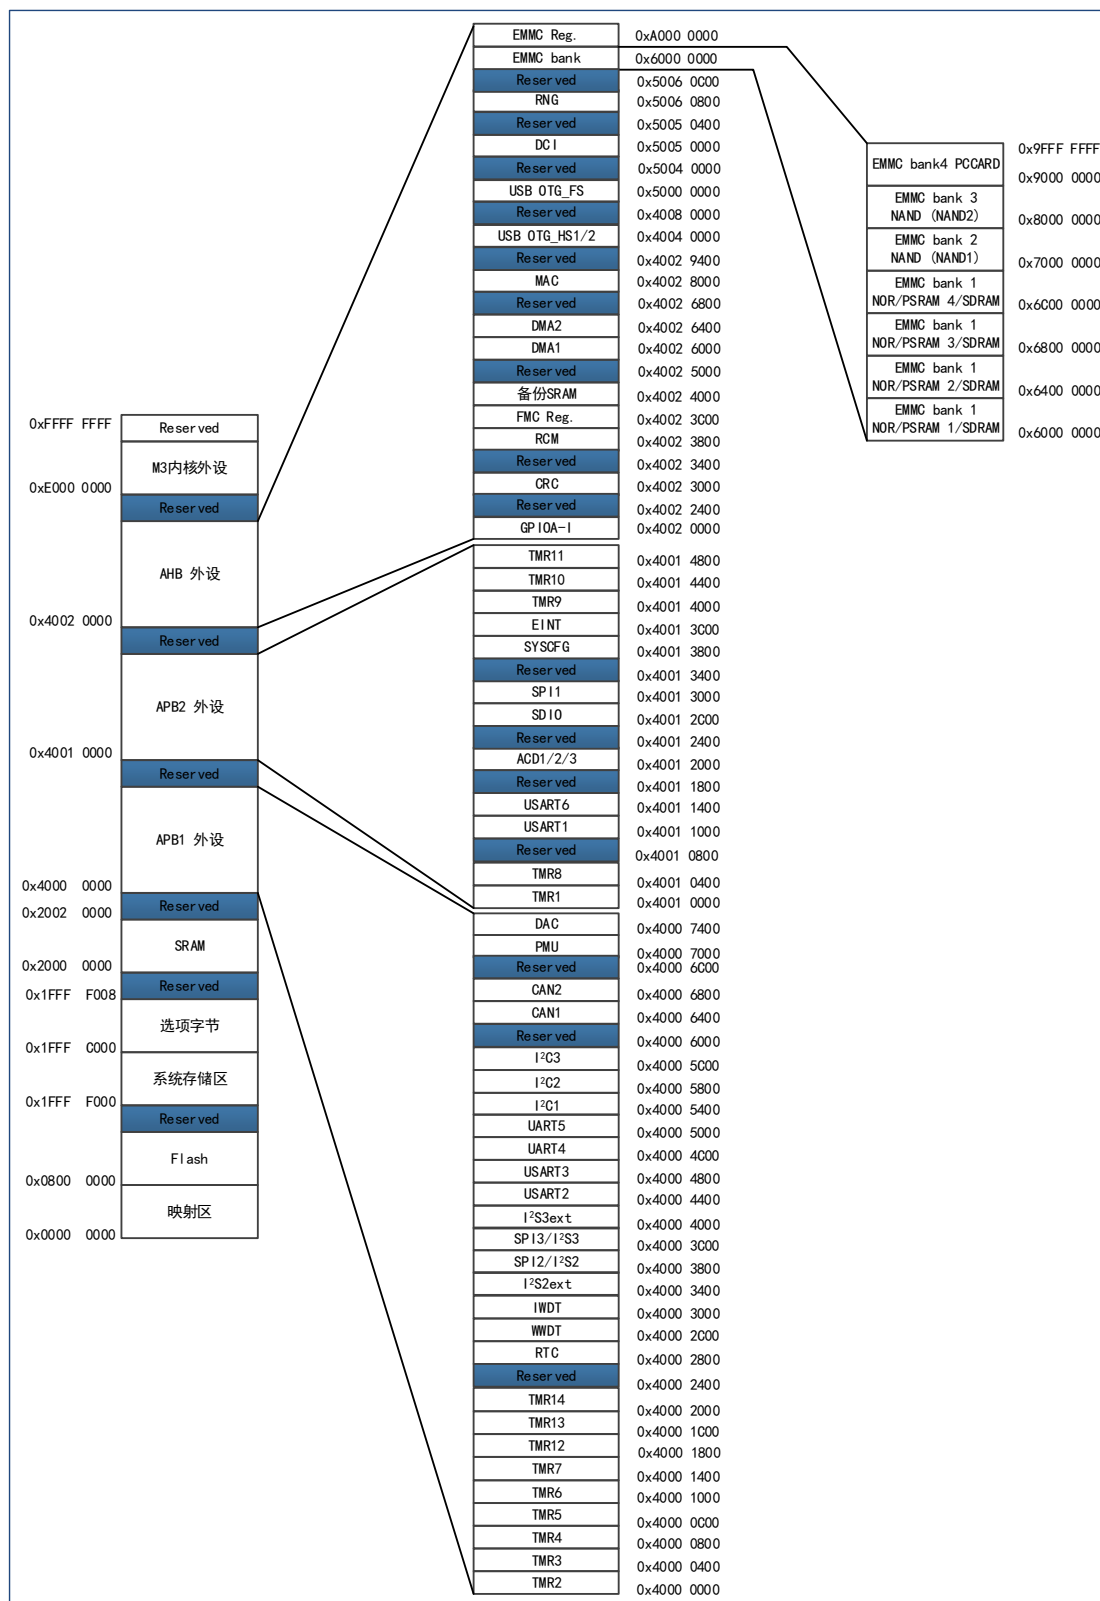 EMMC Reg. 0xA000 0000
EMMC bank 0x6000 0000
Reserved 0x5006 0C00
RNG 0x5006 0800
Reserved 0x5005 0400
DCI 0x5005 0000
Reserved 0x5004 0000
USB OTG_FS 0x5000 0000
Reserved 0x4008 0000
USB OTG_HS1/2 0x4004 0000
Reserved 0x4002 9400
MAC 0x4002 8000
Reserved 0x4002 6800
DMA2 0x4002 6400
DMA1 0x4002 6000
Reserved 0x4002 5000
备份SRAM 0x4002 4000
FMC Reg. 0x4002 3C00
RCM 0x4002 3800
Reserved 0x4002 3400
CRC 0x4002 3000
Reserved 0x4002 2400
GPIOA-I 0x4002 0000
0x9FFF FFFF
EMMC bank4 PCCARD
0x9000 0000
EMMC bank 3
NAND (NAND2)
0x8000 0000
EMMC bank 2
NAND (NAND1)
0x7000 0000
EMMC bank 1
NOR/PSRAM 4/SDRAM
0x6C00 0000
EMMC bank 1
NOR/PSRAM 3/SDRAM
0x6800 0000
EMMC bank 1
NOR/PSRAM 2/SDRAM
0x6400 0000
EMMC bank 1
NOR/PSRAM 1/SDRAM
0x6000 0000
0xFFFF FFFF
Reserved
M3内核外设
0xE000 0000
Reserved
AHB 外设
0x4002 0000
Reserved
APB2 外设
0x4001 0000
Reserved
APB1 外设
0x4000 0000
Reserved
0x2002 0000
SRAM
0x2000 0000
Reserved
0x1FFF F008
选项字节
0x1FFF C000
系统存储区
0x1FFF F000
Reserved
Flash
0x0800 0000
映射区
0x0000 0000
TMR11 0x4001 4800
TMR10 0x4001 4400
TMR9 0x4001 4000
EINT 0x4001 3C00
SYSCFG 0x4001 3800
Reserved 0x4001 3400
SPI1 0x4001 3000
SDIO 0x4001 2C00
Reserved 0x4001 2400
ACD1/2/3 0x4001 2000
Reserved 0x4001 1800
USART6 0x4001 1400
USART1 0x4001 1000
Reserved 0x4001 0800
TMR8 0x4001 0400
TMR1 0x4001 0000
DAC 0x4000 7400
PMU 0x4000 7000
Reserved 0x4000 6C00
CAN2 0x4000 6800
CAN1 0x4000 6400
Reserved 0x4000 6000
I²C3 0x4000 5C00
I²C2 0x4000 5800
I²C1 0x4000 5400
UART5 0x4000 5000
UART4 0x4000 4C00
USART3 0x4000 4800
USART2 0x4000 4400
I²S3ext 0x4000 4000
SPI3/I²S3 0x4000 3C00
SPI2/I²S2 0x4000 3800
I²S2ext 0x4000 3400
IWDT 0x4000 3000
WWDT 0x4000 2C00
RTC 0x4000 2800
Reserved 0x4000 2400
TMR14 0x4000 2000
TMR13 0x4000 1C00
TMR12 0x4000 1800
TMR7 0x4000 1400
TMR6 0x4000 1000
TMR5 0x4000 0C00
TMR4 0x4000 0800
TMR3 0x4000 0400
TMR2 0x4000 0000